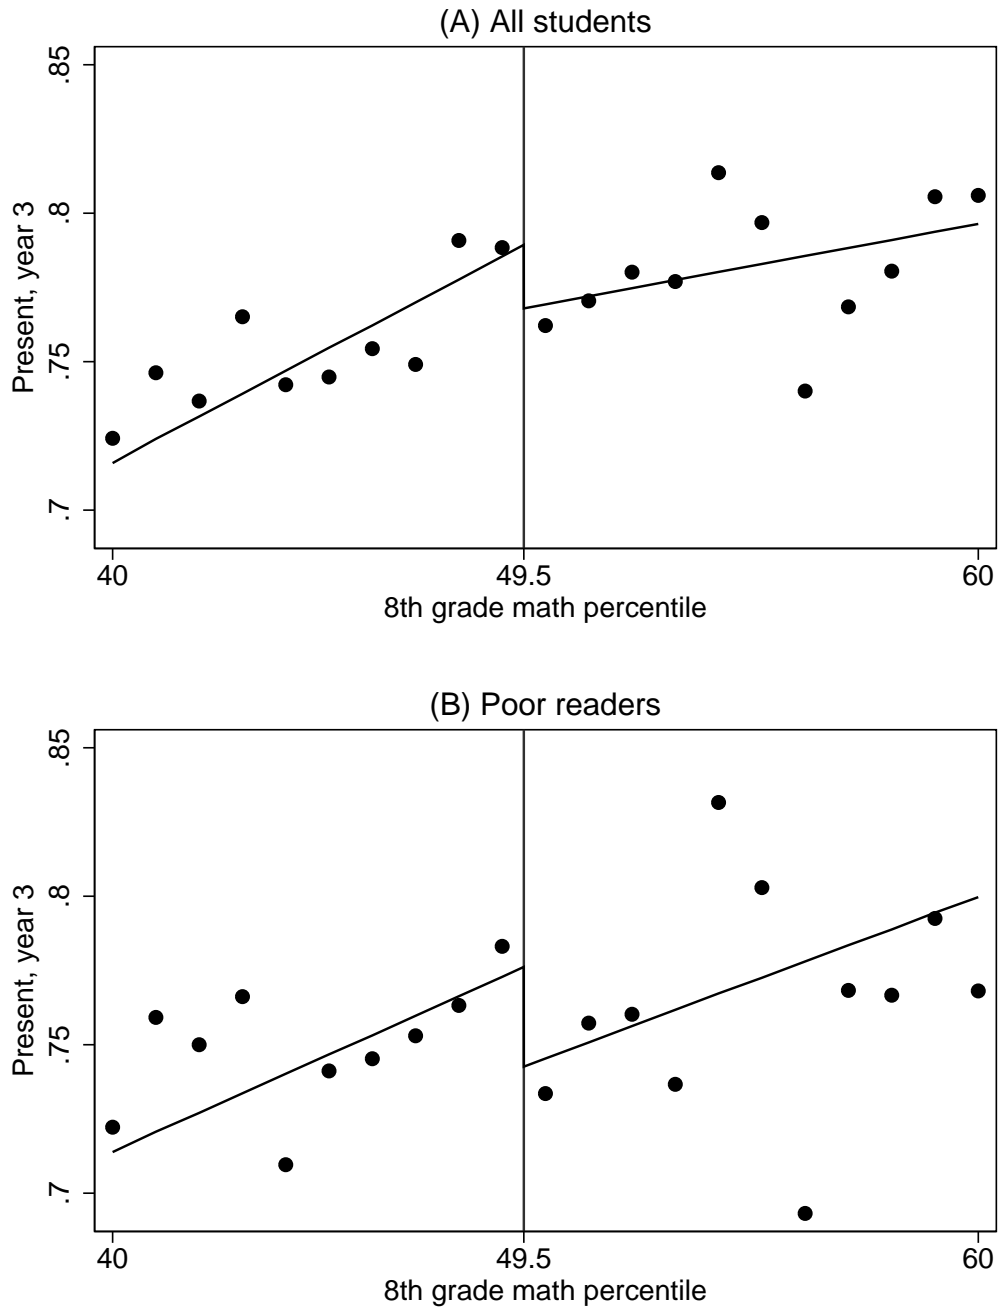 (A) All students
.85
.8
.75
.7
Present, year 3
40 49.5 60
8th grade math percentile
(B) Poor readers
.85
.8
.75
.7
Present, year 3
40 49.5 60
8th grade math percentile